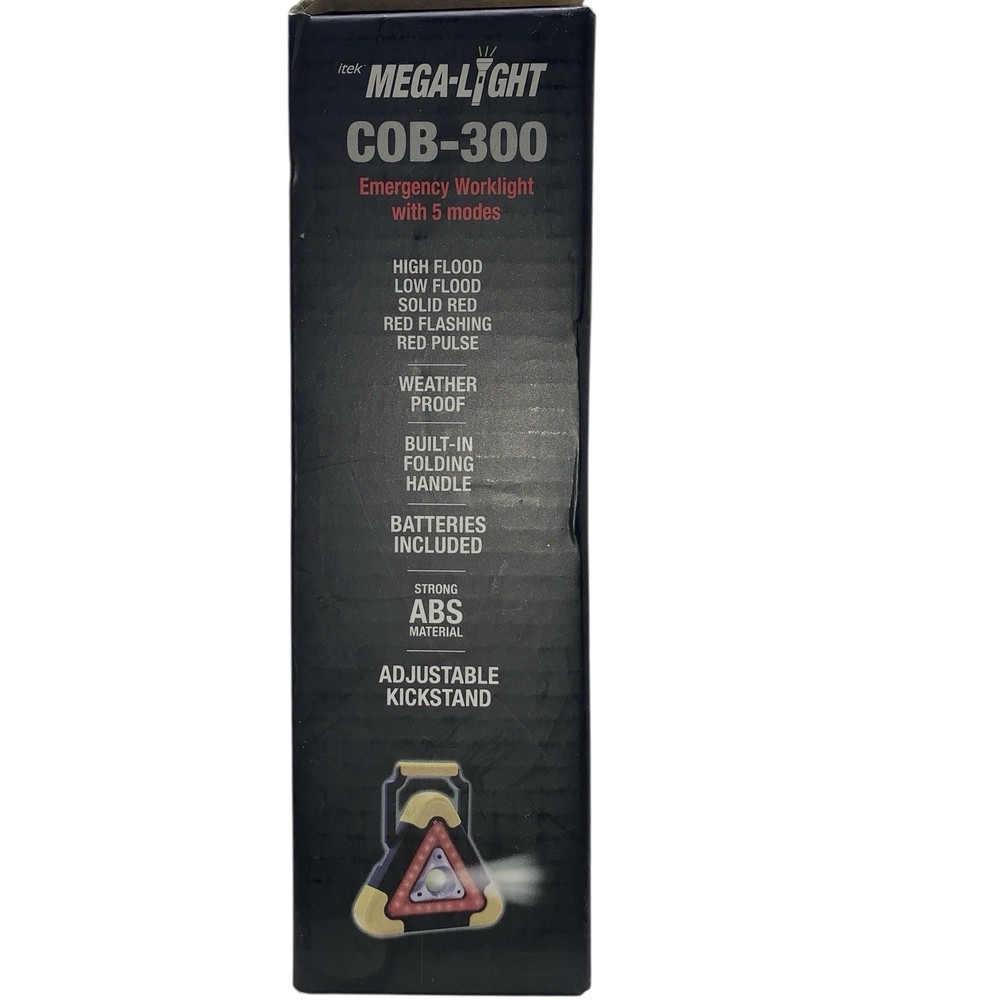 itek MEGA-LIGHT
COB-300
Emergency Worklight
with 5 modes
HIGH FLOOD
LOW FLOOD
SOLID RED
RED FLASHING
RED PULSE
WEATHER
PROOF
BUILT-IN
FOLDING
HANDLE
BATTERIES
INCLUDED
STRONG
ABS
MATERIAL
ADJUSTABLE
KICKSTAND